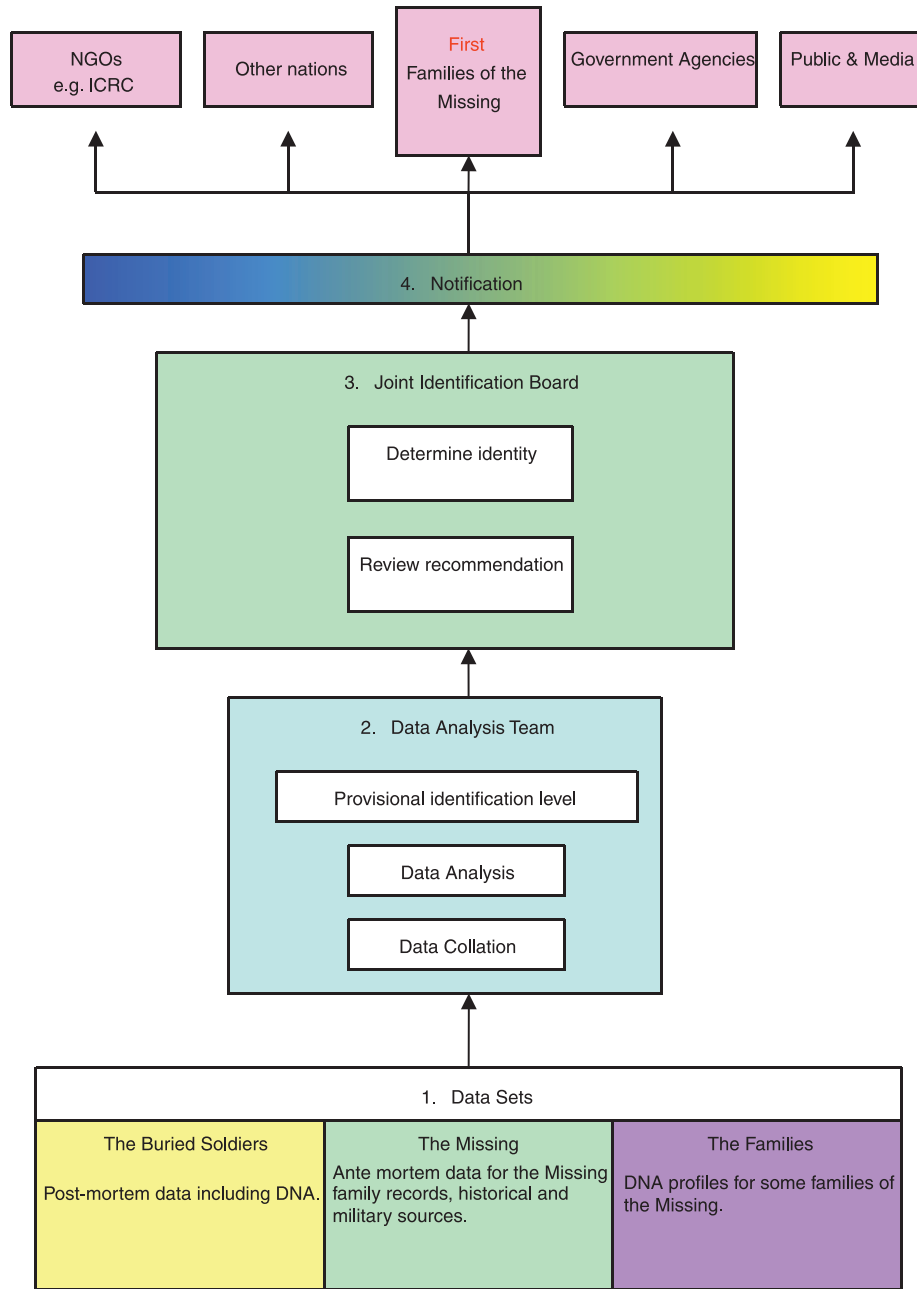 NGOs
e.g. ICRC
Other nations
First
Families of the
Missing
Government Agencies
Public & Media
4. Notification
3. Joint Identification Board
Determine identity
Review recommendation
2. Data Analysis Team
Provisional identification level
Data Analysis
Data Collation
1. Data Sets
The Buried Soldiers
Post-mortem data including DNA.
The Missing
Ante mortem data for the Missing
family records, historical and
military sources.
The Families
DNA profiles for some families of
the Missing.